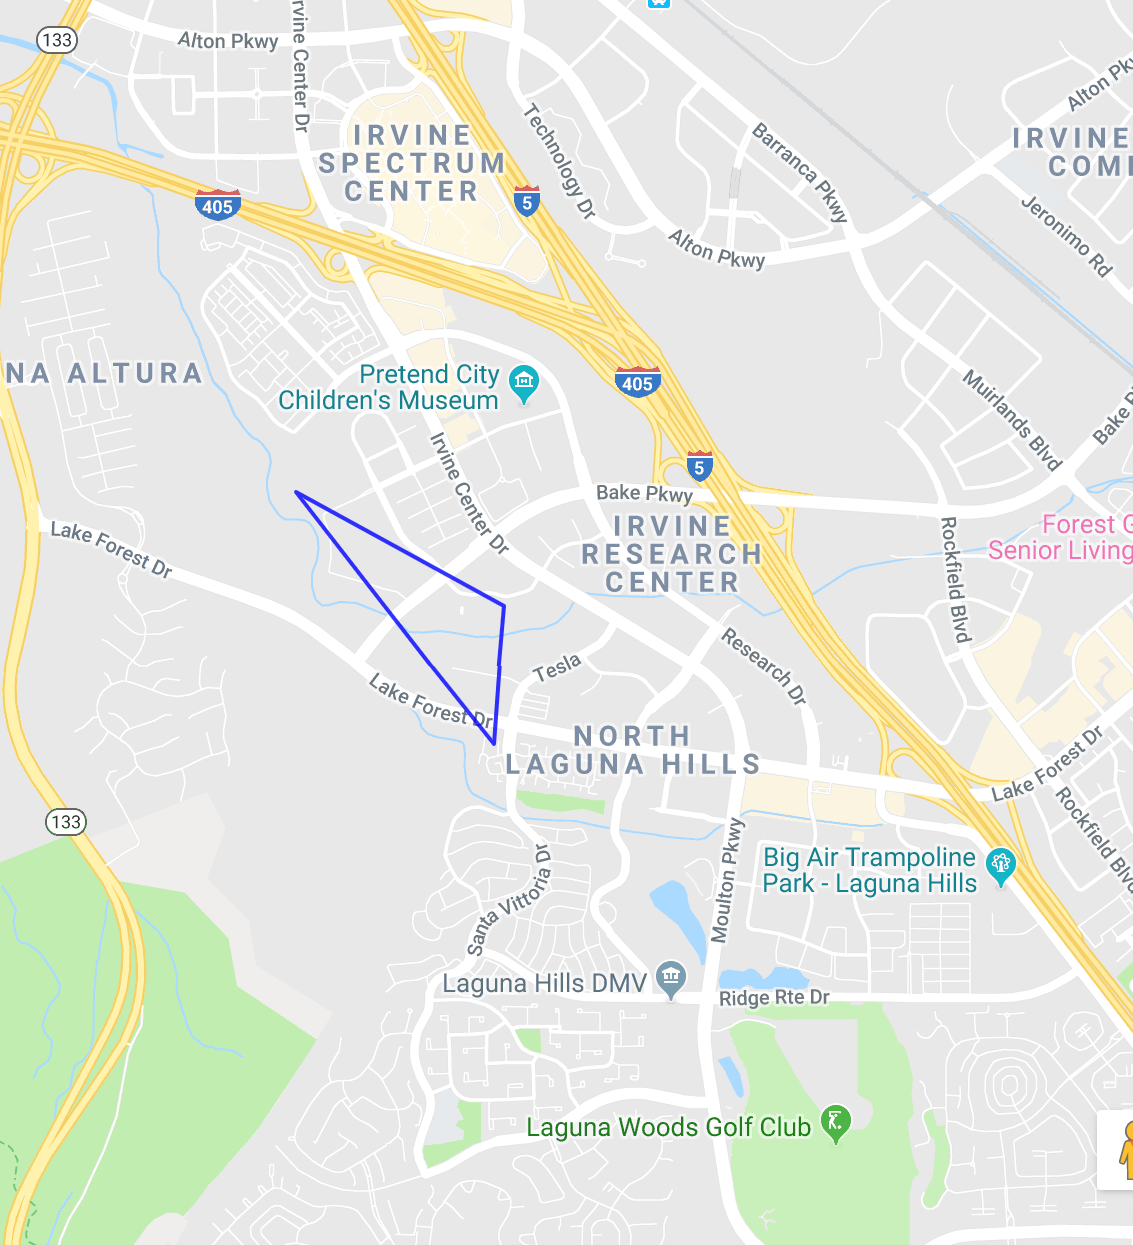 133
Alton Pkwy
Irvine Center Dr
Alton Pkwy
Technology Dr
Barranca Pkwy
IRVINE
SPECTRUM
CENTER
IRVINE
405
5
Alton Pkwy
Jeronimo Rd
NA ALTURA
Pretend City
Children's Museum
405
Muirlands Blvd
Irvine Center Dr
5
Bake Pkwy
IRVINE
RESEARCH
CENTER
Lake Forest Dr
Rockfield Blvd
Forest
Senior Living
Tesla
Research Dr
Lake Forest Dr
NORTH
LAGUNA HILLS
Lake Forest Dr
Rockfield Blvd
133
Big Air Trampoline
Park - Laguna Hills
Moulton Pkwy
Santa Vittoria Dr
Laguna Hills DMV
Ridge Rte Dr
Laguna Woods Golf Club